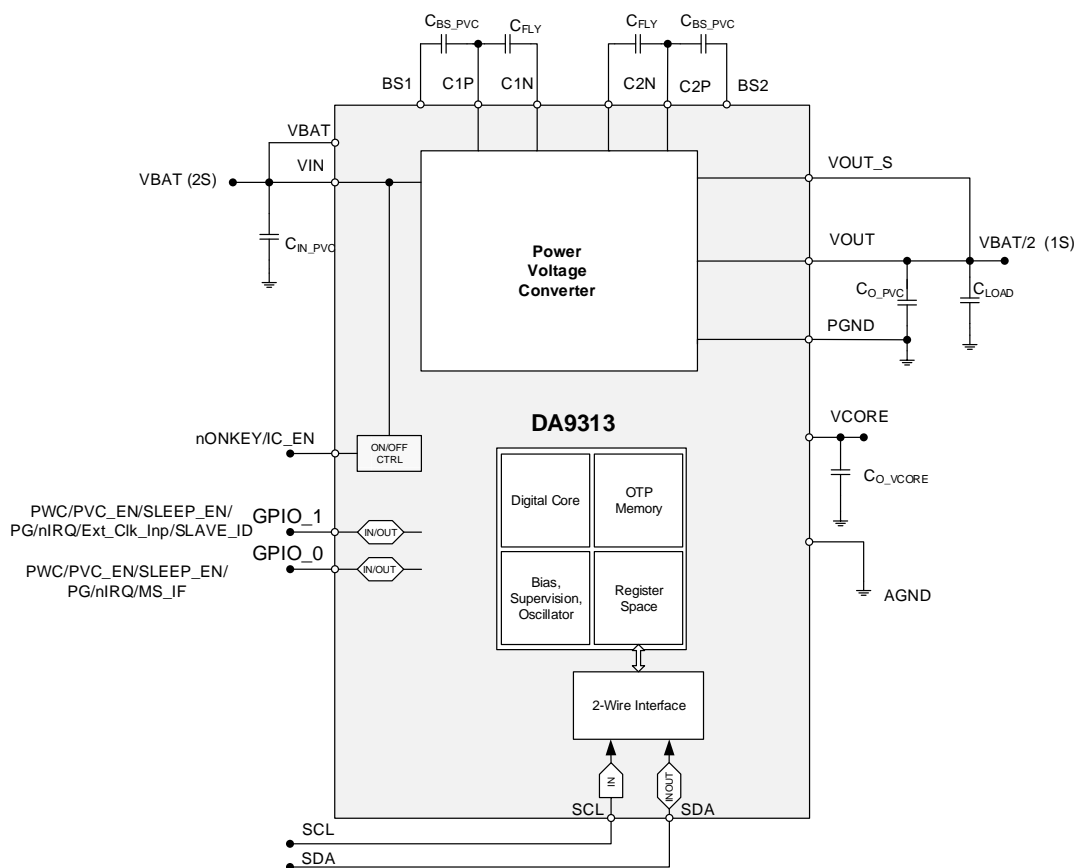 CBS_PVC
CFLY
CFLY
CBS_PVC
BS1
C1P
C1N
C2N
C2P
BS2
VBAT
VIN
VBAT (2S)
CIN_PVC
Power
Voltage
Converter
VOUT_S
VOUT
VBAT/2 (1S)
CO_PVC
CLOAD
PGND
DA9313
VCORE
nONKEY/IC_EN
ON/OFF
CTRL
CO_VCORE
Digital Core
OTP
Memory
PWC/PVC_EN/SLEEP_EN/
PG/nIRQ/Ext_Clk_Inp/SLAVE_ID
GPIO_1
IN/OUT
GPIO_0
IN/OUT
PWC/PVC_EN/SLEEP_EN/
PG/nIRQ/MS_IF
Bias,
Supervision,
Oscillator
Register
Space
AGND
2-Wire Interface
IN
INOUT
SCL
SDA
SCL
SDA